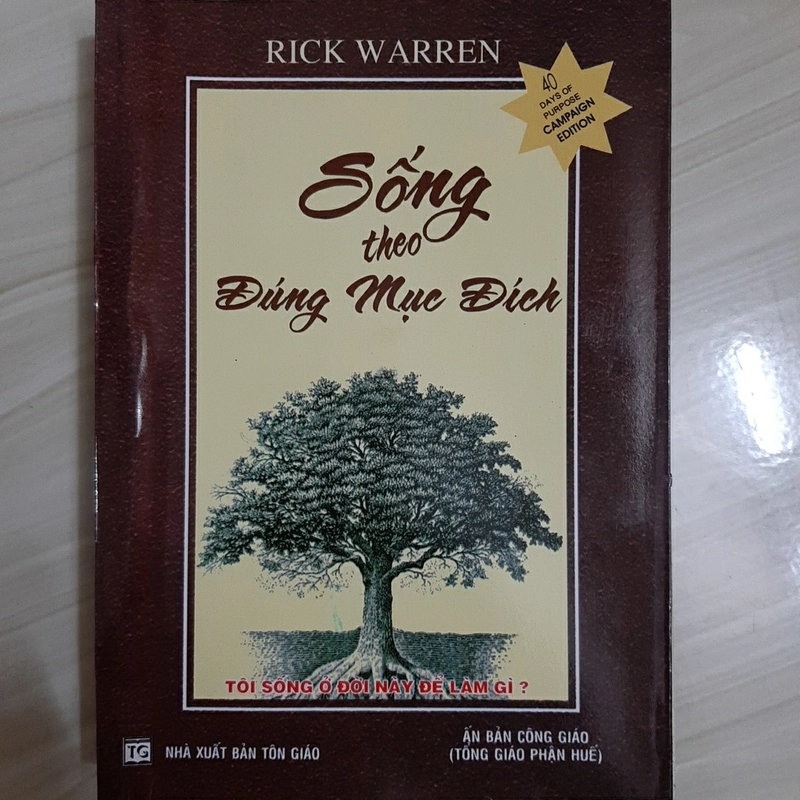 RICK WARREN
40
DAYS OF
PURPOSE
CAMPAIGN
EDITION
Sống
theo
Đúng Mục Đích
TÔI SỐNG Ở ĐỜI NÀY ĐỂ LÀM GÌ ?
TG NHÀ XUẤT BẢN TÔN GIÁO
ẤN BẢN CÔNG GIÁO
(TỔNG GIÁO PHẬN HUẾ)